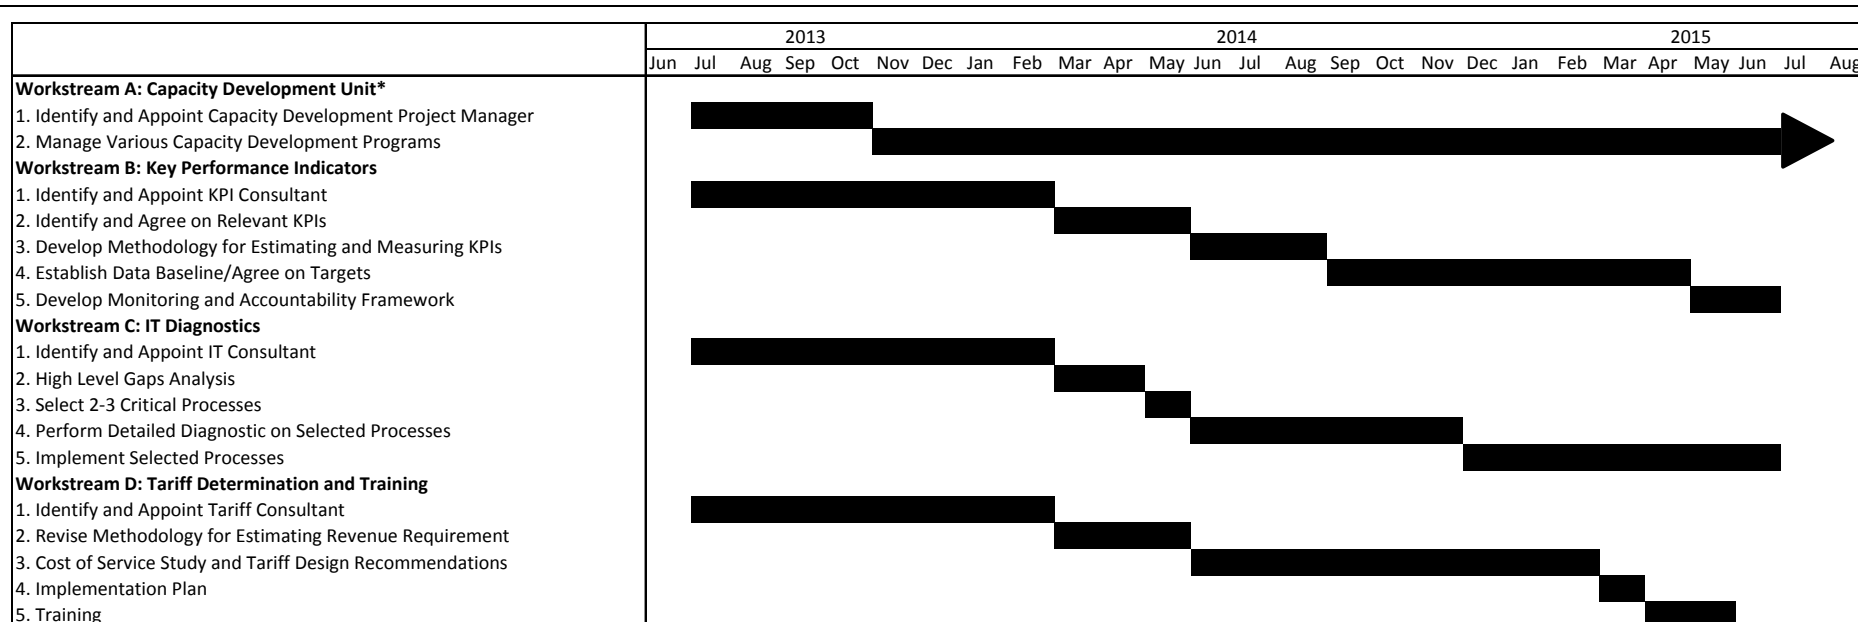 2013 2014 2015
Jun Jul Aug Sep Oct Nov Dec Jan Feb Mar Apr May Jun Jul Aug Sep Oct Nov Dec Jan Feb Mar Apr May Jun Jul Aug
Workstream A: Capacity Development Unit*
1. Identify and Appoint Capacity Development Project Manager
2. Manage Various Capacity Development Programs
Workstream B: Key Performance Indicators
1. Identify and Appoint KPI Consultant
2. Identify and Agree on Relevant KPIs
3. Develop Methodology for Estimating and Measuring KPIs
4. Establish Data Baseline/Agree on Targets
5. Develop Monitoring and Accountability Framework
Workstream C: IT Diagnostics
1. Identify and Appoint IT Consultant
2. High Level Gaps Analysis
3. Select 2-3 Critical Processes
4. Perform Detailed Diagnostic on Selected Processes
5. Implement Selected Processes
Workstream D: Tariff Determination and Training
1. Identify and Appoint Tariff Consultant
2. Revise Methodology for Estimating Revenue Requirement
3. Cost of Service Study and Tariff Design Recommendations
4. Implementation Plan
5. Training